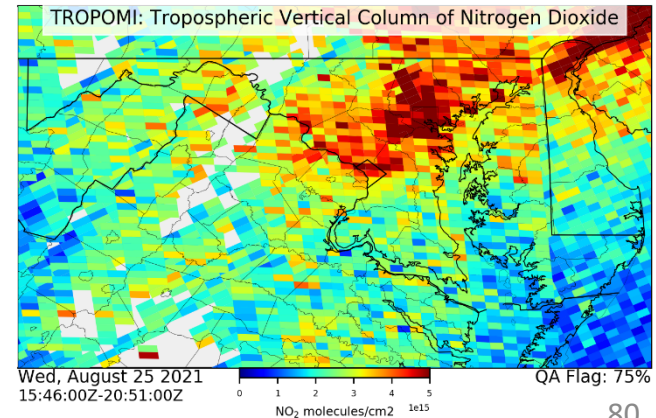 TROPOMI: Tropospheric Vertical Column of Nitrogen Dioxide
Wed, August 25 2021
15:46:00Z-20:51:00Z
0 1 2 3 4 5
1e15
NO₂ molecules/cm2
QA Flag: 75%
80